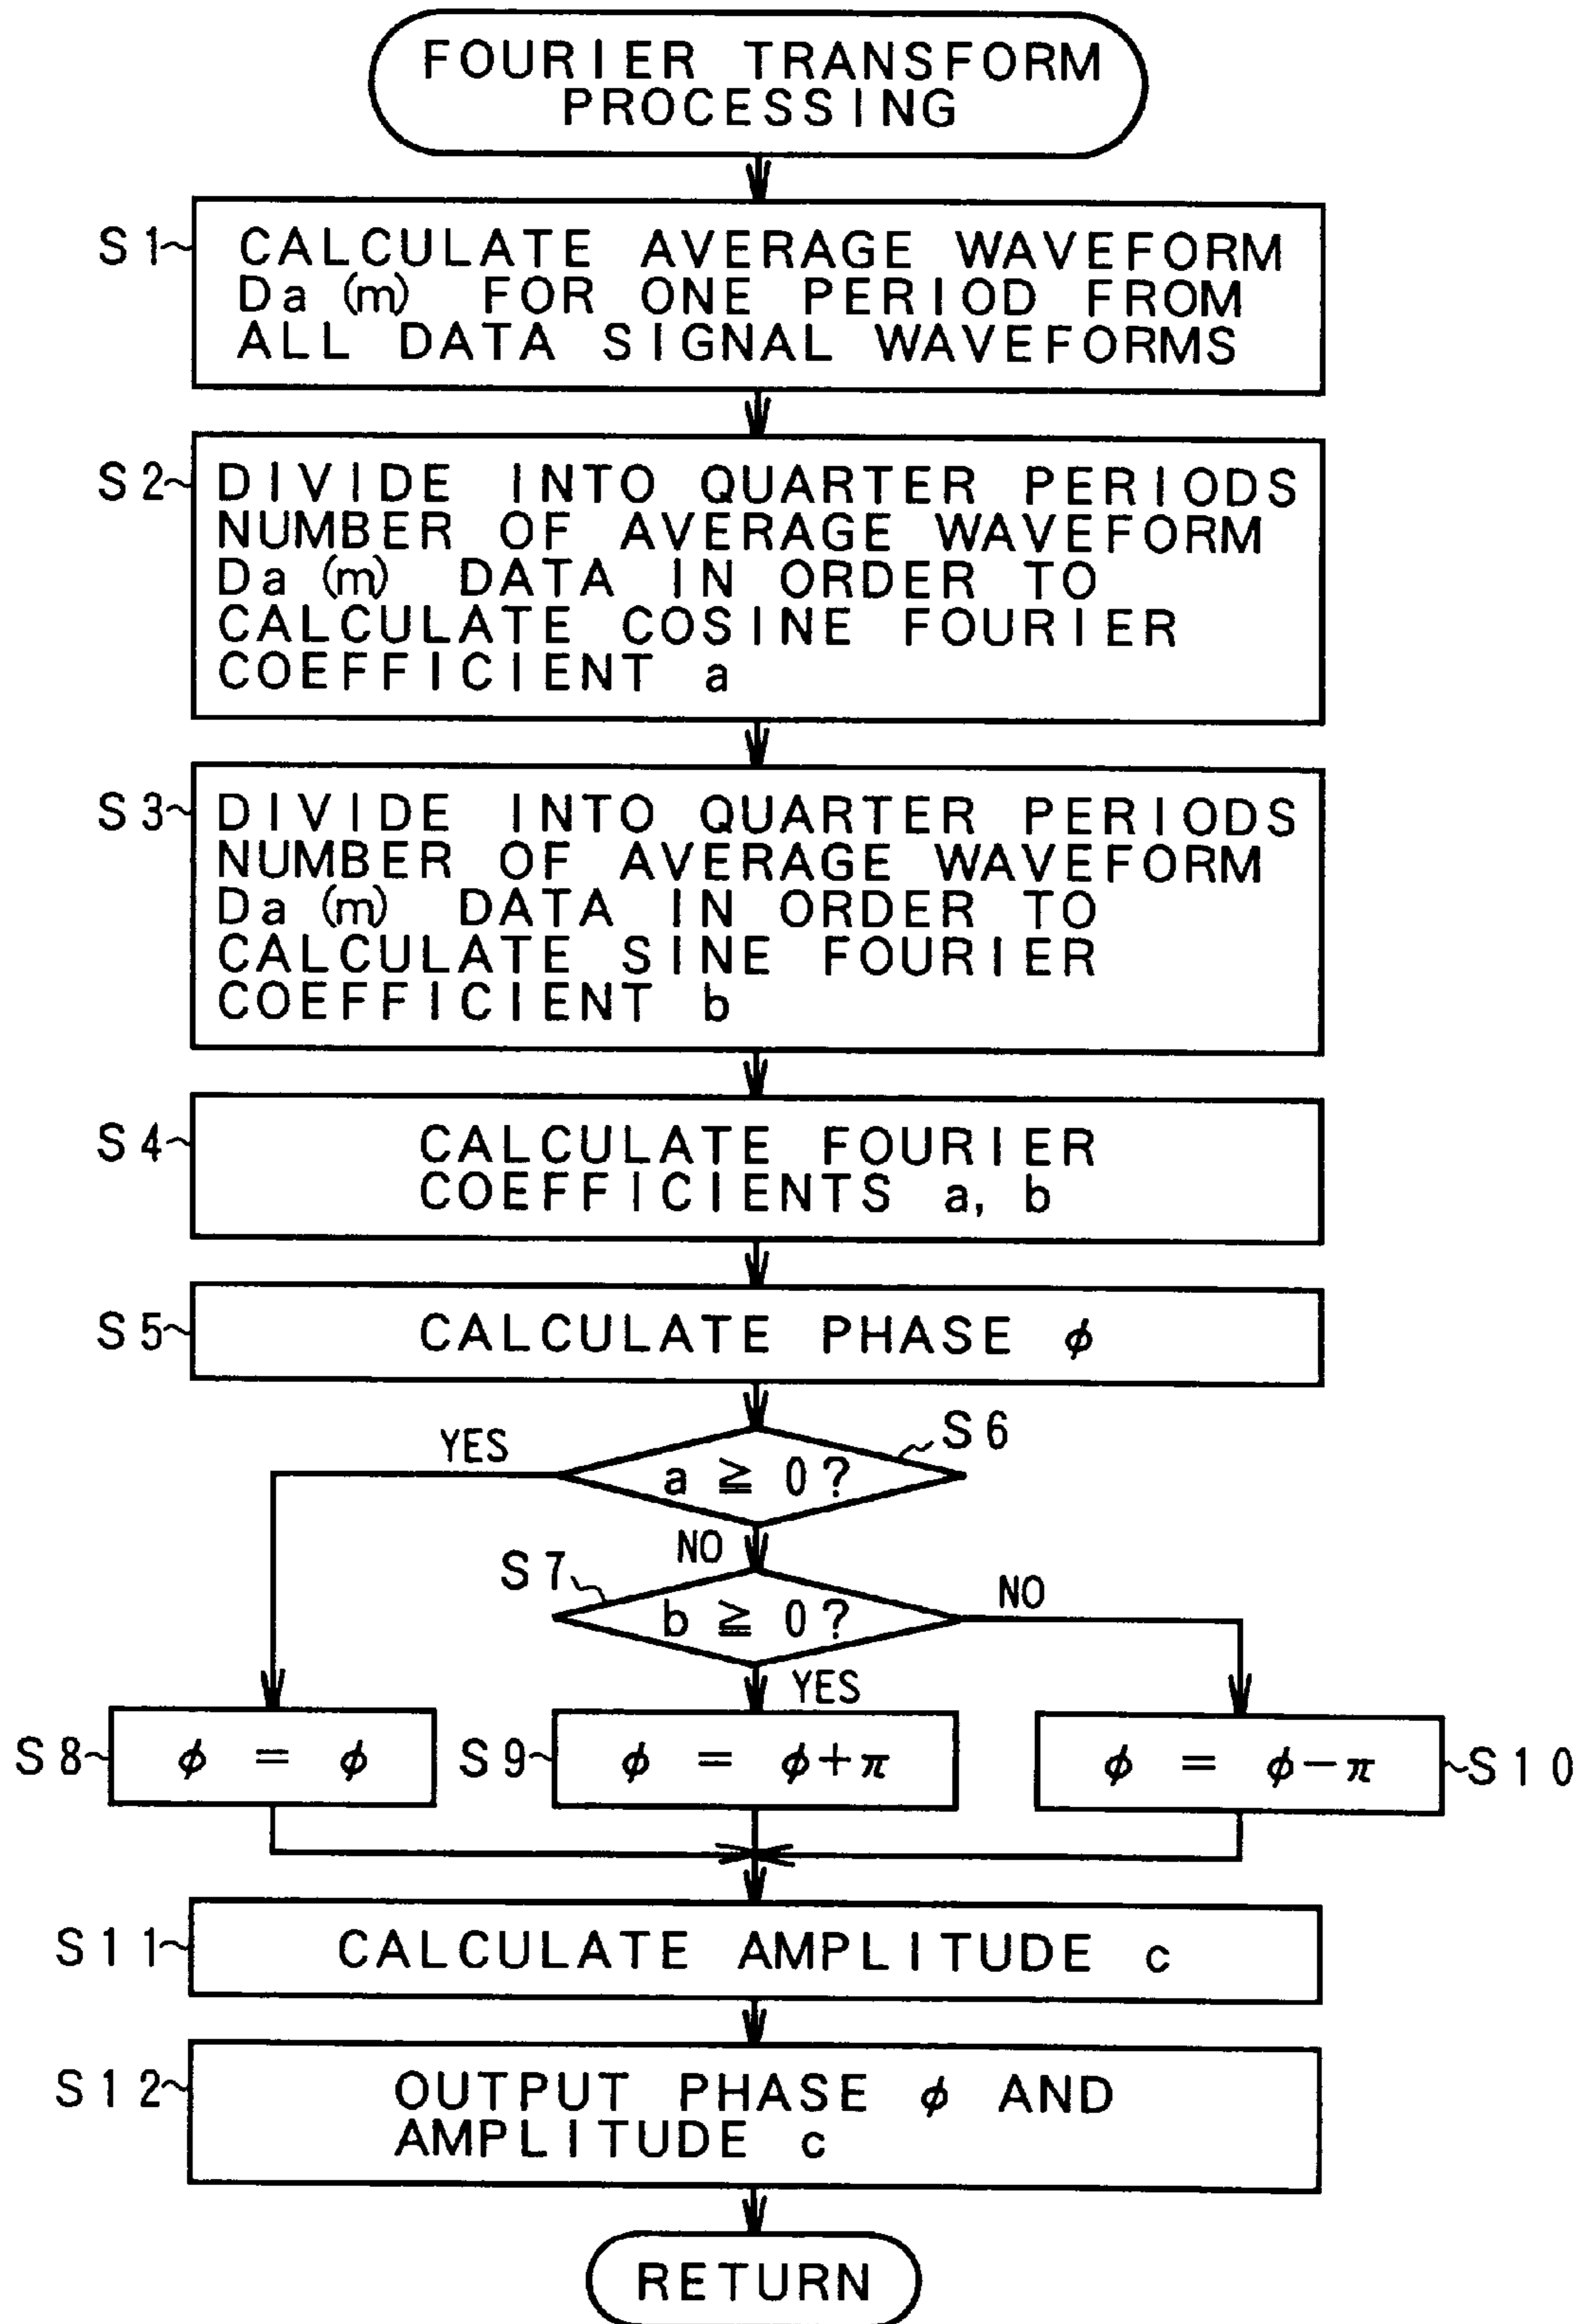 FOURIER TRANSFORM
PROCESSING
S1
CALCULATE AVERAGE WAVEFORM
Da(m) FOR ONE PERIOD FROM
ALL DATA SIGNAL WAVEFORMS
S2
DIVIDE INTO QUARTER PERIODS
NUMBER OF AVERAGE WAVEFORM
Da(m) DATA IN ORDER TO
CALCULATE COSINE FOURIER
COEFFICIENT a
S3
DIVIDE INTO QUARTER PERIODS
NUMBER OF AVERAGE WAVEFORM
Da(m) DATA IN ORDER TO
CALCULATE SINE FOURIER
COEFFICIENT b
S4
CALCULATE FOURIER
COEFFICIENTS a, b
S5
CALCULATE PHASE ϕ
S6
YES
a ≧ 0?
NO
S7
b ≧ 0?
NO
YES
S8
ϕ = ϕ
S9
ϕ = ϕ+π
ϕ = ϕ−π
S10
S11
CALCULATE AMPLITUDE c
S12
OUTPUT PHASE ϕ AND
AMPLITUDE c
RETURN